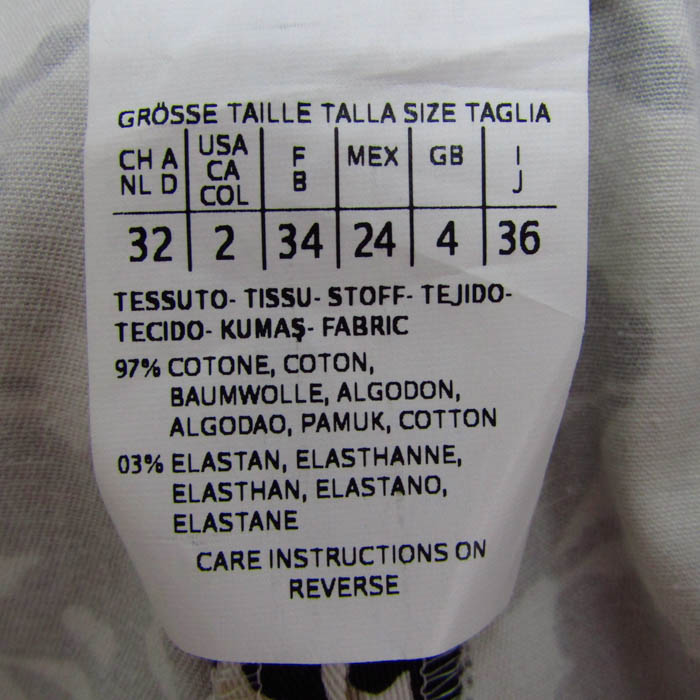 GRÖSSE TAILLE TALLA SIZE TAGLIA
CH A NL D USA CA COL F B MEX GB I J
32 2 34 24 4 36
TESSUTO- TISSU- STOFF- TEJIDO-
TECIDO- KUMAŞ- FABRIC
97% COTONE, COTON,
BAUMWOLLE, ALGODON,
ALGODAO, PAMUK, COTTON
03% ELASTAN, ELASTHANNE,
ELASTHAN, ELASTANO,
ELASTANE
CARE INSTRUCTIONS ON
REVERSE